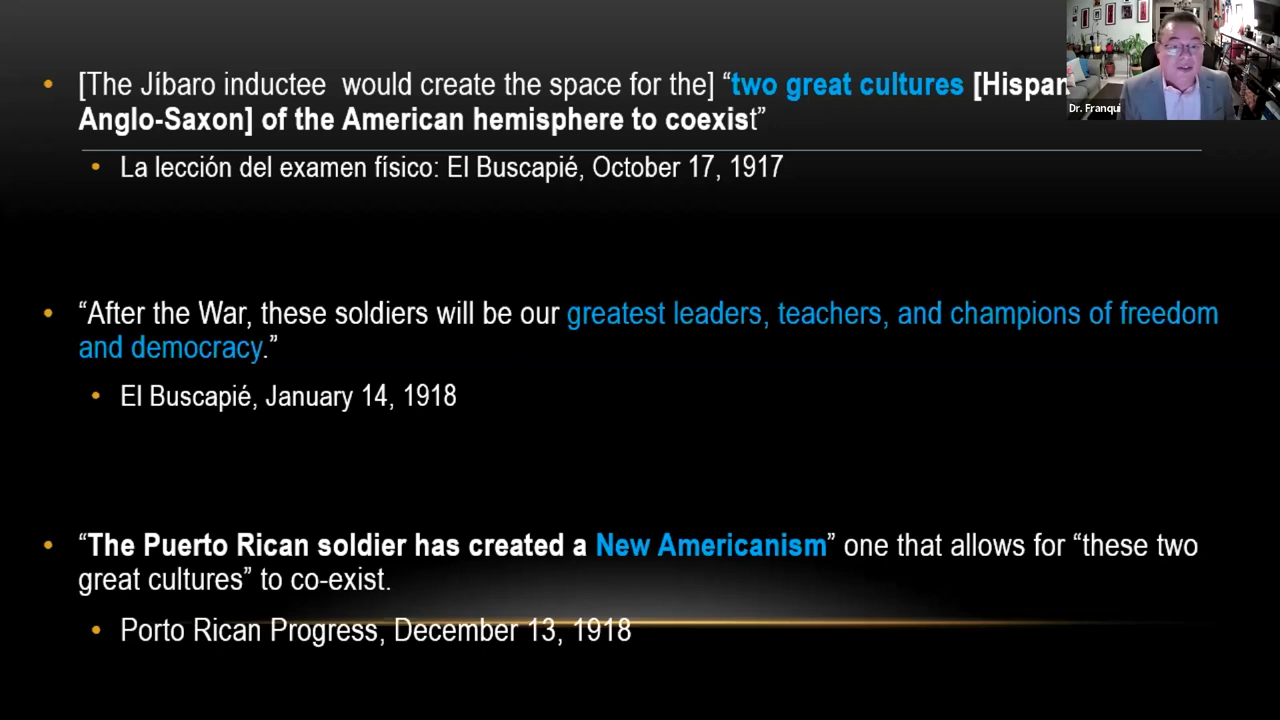 • [The Jíbaro inductee  would create the space for the] “two great cultures [Hispan
Anglo-Saxon] of the American hemisphere to coexist”
• La lección del examen físico: El Buscapié, October 17, 1917
• “After the War, these soldiers will be our greatest leaders, teachers, and champions of freedom
and democracy.”
• El Buscapié, January 14, 1918
• “The Puerto Rican soldier has created a New Americanism” one that allows for “these two
great cultures” to co-exist.
• Porto Rican Progress, December 13, 1918
Dr. Franqui